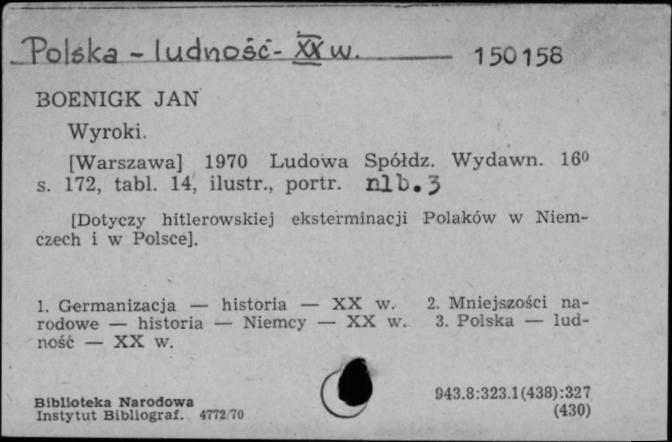 Polska - ludność - XX w. 150158
BOENIGK JAN
Wyroki.
[Warszawa] 1970 Ludowa Spółdz. Wydawn. 16⁰
s. 172, tabl. 14, ilustr., portr. nlb.3
[Dotyczy hitlerowskiej eksterminacji Polaków w Niem-
czech i w Polsce].
1. Germanizacja — historia — XX w. 2. Mniejszości na-
rodowe — historia — Niemcy — XX w. 3. Polska — lud-
ność — XX w.
Biblioteka Narodowa
Instytut Bibliograf. 4772/70
943.8:323.1(438):327
(430)